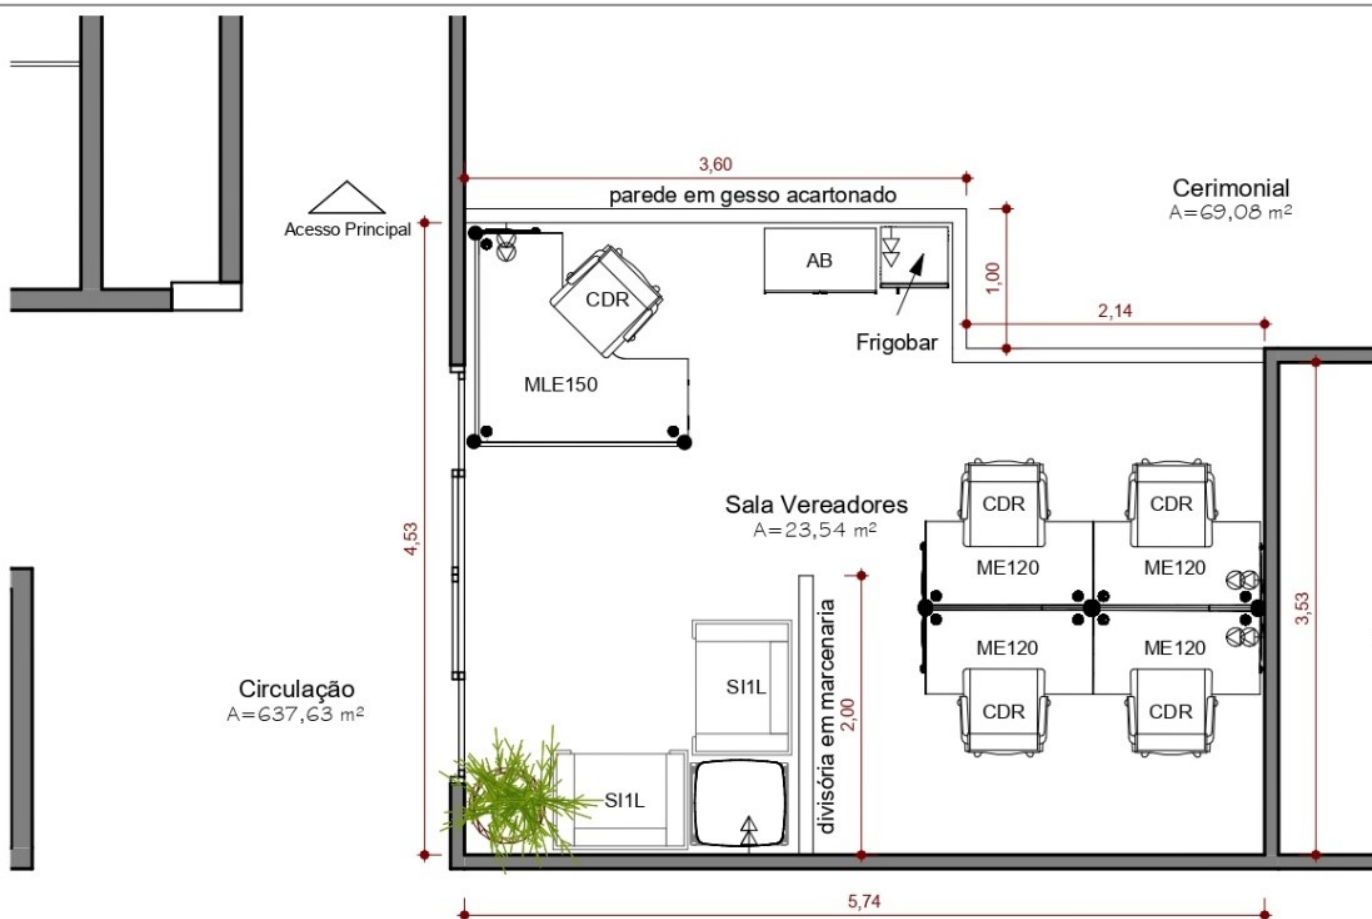 3,60
parede em gesso acartonado
Cerimonial
A=69,08 m²
Acesso Principal
AB
CDR
1,00
2,14
Frigobar
MLE150
Sala Vereadores
A=23,54 m²
4,53
CDR
CDR
ME120
ME120
3,53
ME120
ME120
Circulação
A=637,63 m²
SI1L
divisória em marcenaria
2,00
CDR
CDR
SI1L
5,74